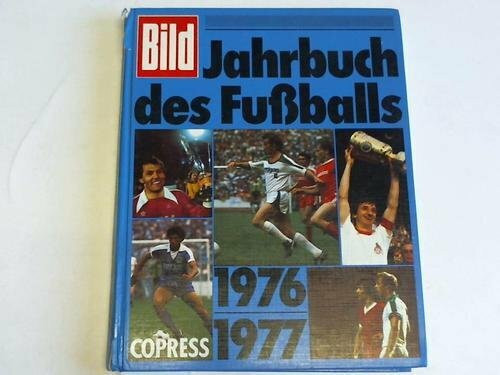 Bild
Jahrbuch
des Fußballs
1976
1977
COPRESS